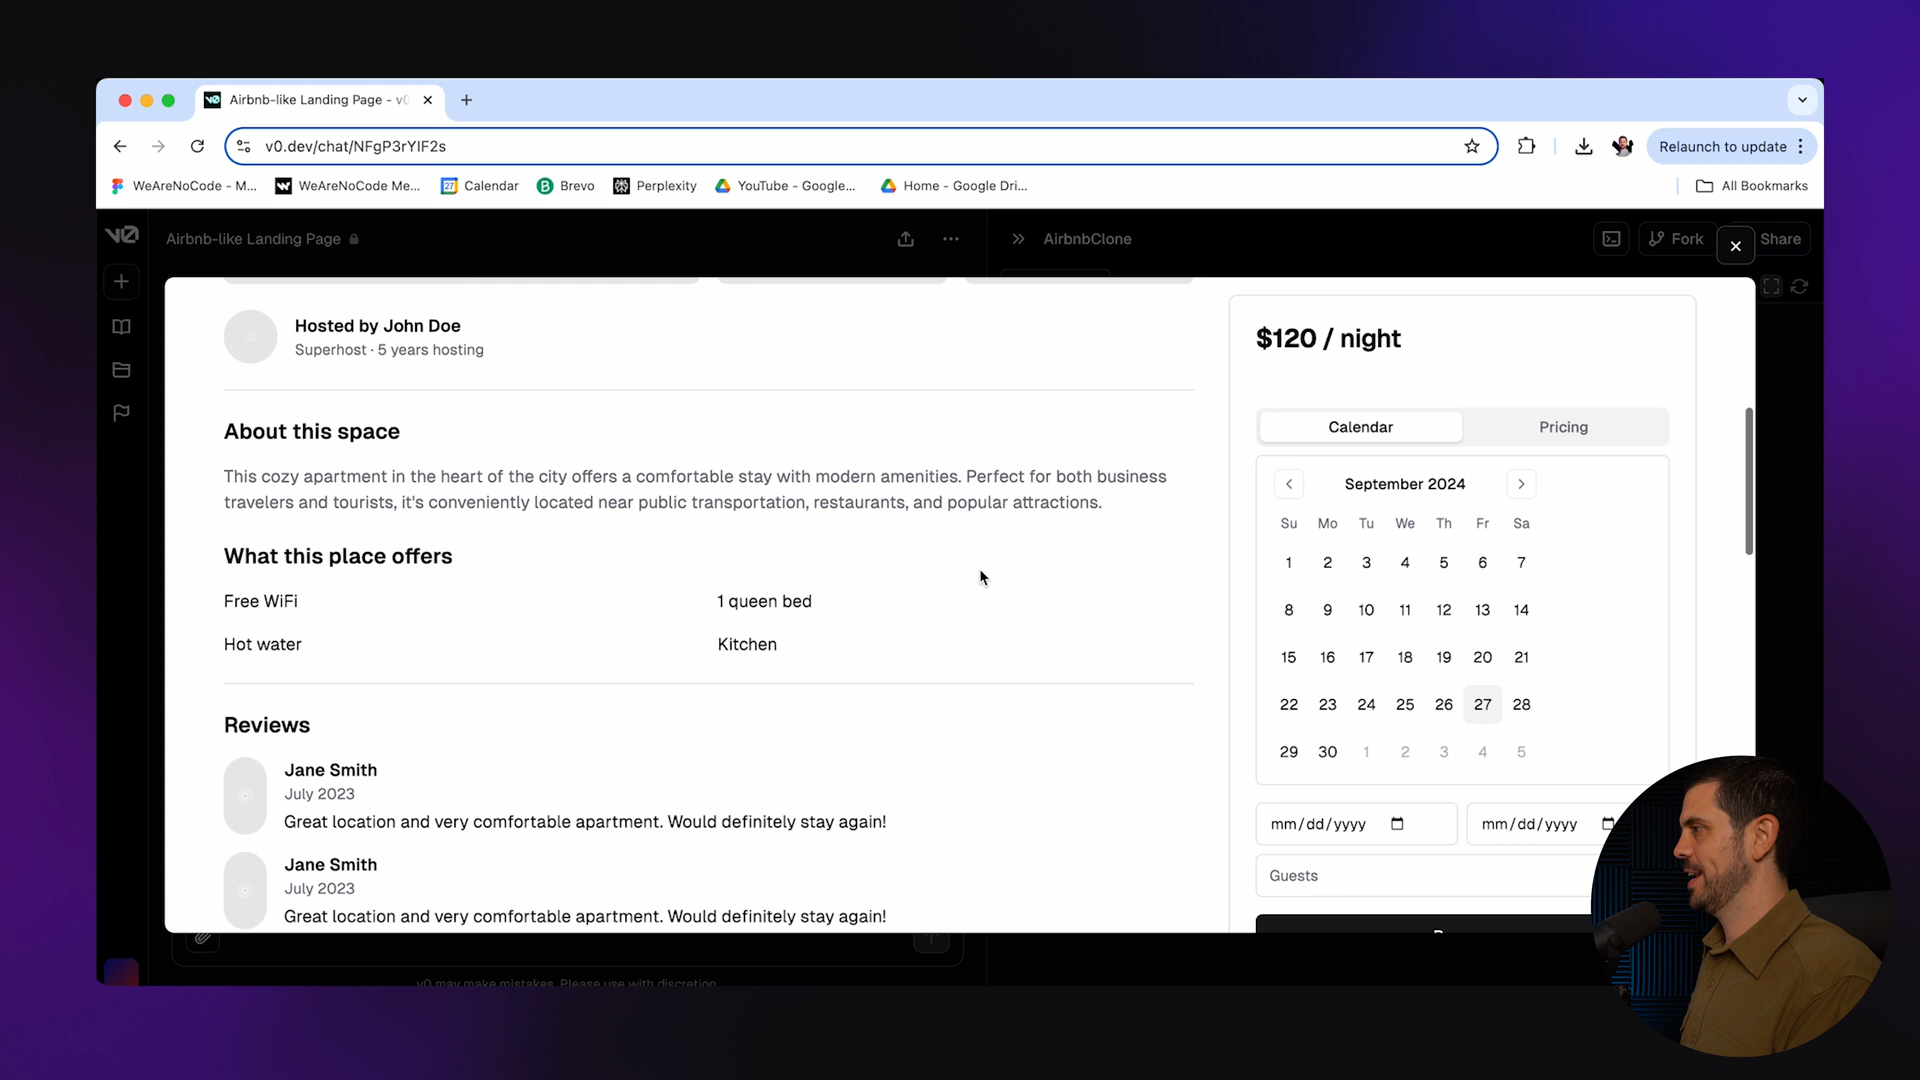 Airbnb-like Landing Page - v0
v0.dev/chat/NFgP3rYIF2s
Relaunch to update
WeAreNoCode - M...
WeAreNoCode Me...
27
Calendar
B
Brevo
Perplexity
YouTube - Google...
Home - Google Dri...
All Bookmarks
v0
Airbnb-like Landing Page
AirbnbClone
Fork
Share
Hosted by John Doe
Superhost · 5 years hosting
About this space
This cozy apartment in the heart of the city offers a comfortable stay with modern amenities. Perfect for both business
travelers and tourists, it's conveniently located near public transportation, restaurants, and popular attractions.
What this place offers
Free WiFi
1 queen bed
Hot water
Kitchen
Reviews
Jane Smith
July 2023
Great location and very comfortable apartment. Would definitely stay again!
Jane Smith
July 2023
Great location and very comfortable apartment. Would definitely stay again!
$120 / night
Calendar
Pricing
September 2024
Su Mo Tu We Th Fr Sa
1 2 3 4 5 6 7
8 9 10 11 12 13 14
15 16 17 18 19 20 21
22 23 24 25 26 27 28
29 30 1 2 3 4 5
mm/dd/yyyy
mm/dd/yyyy
Guests
v0 may make mistakes. Please use with discretion.